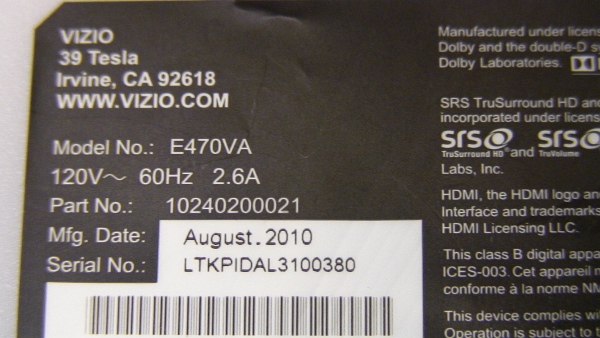 VIZIO
39 Tesla
Irvine, CA 92618
WWW.VIZIO.COM
Model No.: E470VA
120V～ 60Hz 2.6A
Part No.: 10240200021
Mfg. Date: August.2010
Serial No.: LTKPIDAL3100380
Manufactured under licens
Dolby and the double-D sy
Dolby Laboratories.
SRS TruSurround HD and
incorporated under licens
SRS SRS
TruSurround HD® and TruVolume
Labs, Inc.
HDMI, the HDMI logo an
Interface and trademarks
HDMI Licensing LLC.
This class B digital appa
ICES-003. Cet appareil n
conforme à la norme NM
This device complies wi
Operation is subject to t